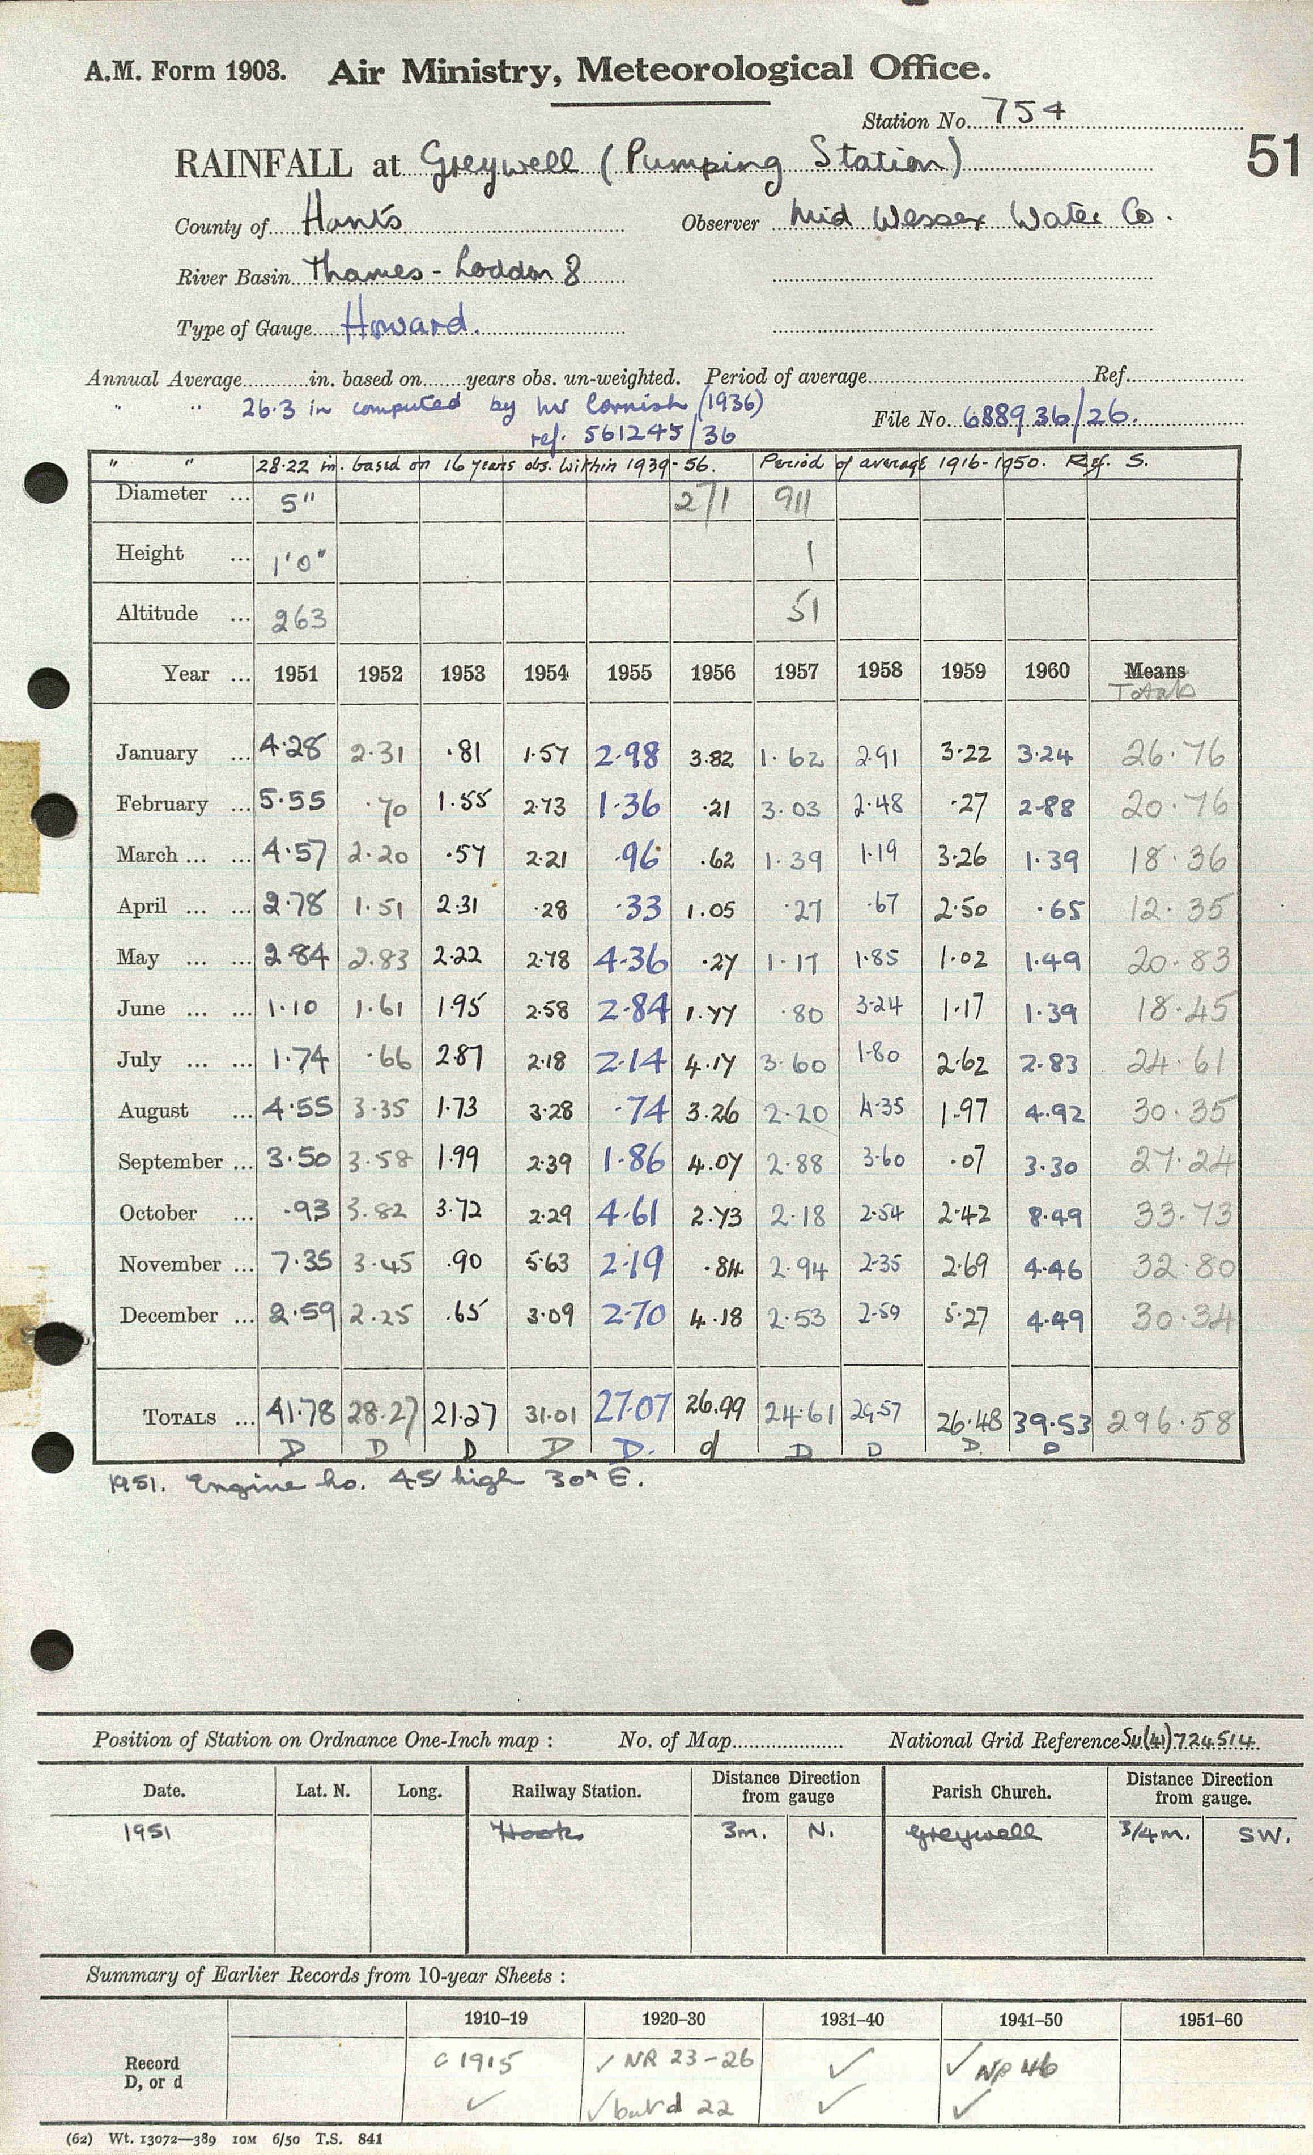 A.M. Form 1903. Air Ministry, Meteorological Office.
Station No. 754
RAINFALL at Greywell (Pumping Station)
51
County of Hants Observer Mid Wessex Water Co.
River Basin Thames - Loddon 8
Type of Gauge Howard.
Annual Average in. based on years obs. un-weighted. Period of average Ref.
" " 26.3 in computed by Mr Cornish (1936)
ref. 561245/36
File No. 688936/26.
" " 28.22 in. based on 16 years obs. within 1939-56. Period of average 1916-1950. Ref. S.
Diameter ... 5" 271 911
Height ... 1'0" 1
Altitude ... 263 51
Year ... 1951 1952 1953 1954 1955 1956 1957 1958 1959 1960 Means
Totals
January ... 4.28 2.31 .81 1.57 2.98 3.82 1.62 2.91 3.22 3.24 26.76
February ... 5.55 .70 1.55 2.73 1.36 .21 3.03 2.48 .27 2.88 20.76
March ... ... 4.57 2.20 .57 2.21 .96 .62 1.39 1.19 3.26 1.39 18.36
April ... ... 2.78 1.51 2.31 .28 .33 1.05 .27 .67 2.50 .65 12.35
May ... ... 2.84 2.83 2.22 2.78 4.36 .27 1.17 1.85 1.02 1.49 20.83
June ... ... 1.10 1.61 1.95 2.58 2.84 1.77 .80 3.24 1.17 1.39 18.45
July ... ... 1.74 .66 2.87 2.18 2.14 4.17 3.60 1.80 2.62 2.83 24.61
August ... 4.55 3.35 1.73 3.28 .74 3.26 2.20 4.35 1.97 4.92 30.35
September ... 3.50 3.58 1.99 2.39 1.86 4.07 2.88 3.60 .07 3.30 27.24
October ... .93 3.82 3.72 2.29 4.61 2.73 2.18 2.54 2.42 8.49 33.73
November ... 7.35 3.45 .90 5.63 2.19 .84 2.94 2.35 2.69 4.46 32.80
December ... 2.59 2.25 .65 3.09 2.70 4.18 2.53 2.59 5.27 4.49 30.34
TOTALS ... 41.78 28.27 21.27 31.01 27.07 26.99 24.61 29.57 26.48 39.53 296.58
D D D D D. d D D D. D
1951. Engine ho. 45' high 30° E.
Position of Station on Ordnance One-Inch map : No. of Map National Grid Reference SU(41)724514.
Date. Lat. N. Long. Railway Station. Distance Direction from gauge Parish Church. Distance Direction from gauge.
1951 Hook 3m. N. Greywell 3/4m. SW.
Summary of Earlier Records from 10-year Sheets :
1910-19 1920-30 1931-40 1941-50 1951-60
Record c 1915 ✓ NR 23-26 ✓ ✓ NR 46
D, or d ✓ ✓ but d 22 ✓ ✓
(62) Wt. 13072—389 10M 6/50 T.S. 841